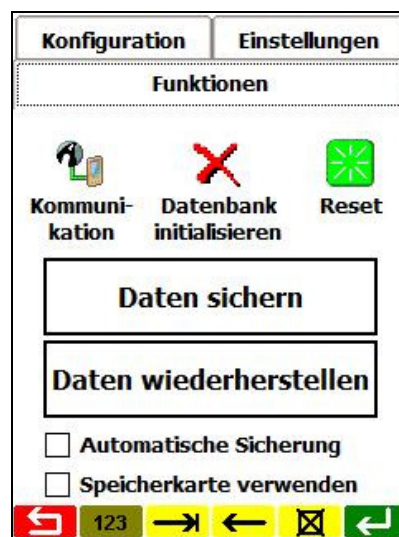 Konfiguration Einstellungen
Funktionen
Kommuni- Datenbank Reset
kation initialisieren
Daten sichern
Daten wiederherstellen
Automatische Sicherung
Speicherkarte verwenden
123